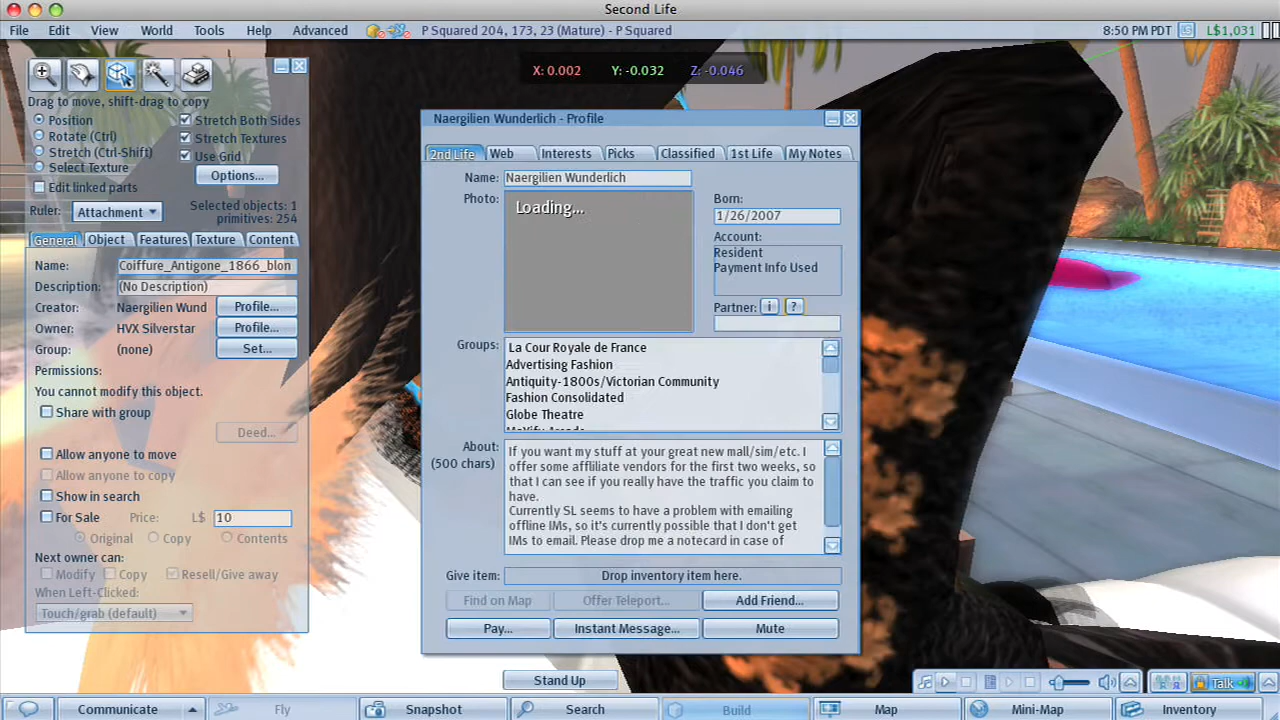 Second Life
File Edit View World Tools Help Advanced P Squared 204, 173, 23 (Mature) - P Squared 8:50 PM PDT L$1,031
X: 0.002 Y: -0.032 Z: -0.046
Drag to move, shift-drag to copy
Position
Rotate (Ctrl)
Stretch (Ctrl-Shift)
Select Texture
Edit linked parts
Stretch Both Sides
Stretch Textures
Use Grid
Options...
Ruler: Attachment
Selected objects: 1
primitives: 254
General Object Features Texture Content
Name: Coiffure_Antigone_1866_blon
Description: (No Description)
Creator: Naergilien Wund Profile...
Owner: HVX Silverstar Profile...
Group: (none) Set...
Permissions:
You cannot modify this object.
Share with group
Deed...
Allow anyone to move
Allow anyone to copy
Show in search
For Sale Price: L$ 10
Original Copy Contents
Next owner can:
Modify Copy Resell/Give away
When Left-Clicked:
Touch/grab (default)
Naergilien Wunderlich - Profile
2nd Life Web Interests Picks Classified 1st Life My Notes
Name: Naergilien Wunderlich
Photo: Loading...
Born:
1/26/2007
Account:
Resident
Payment Info Used
Partner: i ?
Groups: La Cour Royale de France
Advertising Fashion
Antiquity-1800s/Victorian Community
Fashion Consolidated
Globe Theatre
About:
(500 chars)
If you want my stuff at your great new mall/sim/etc. I
offer some affliliate vendors for the first two weeks, so
that I can see if you really have the traffic you claim to
have.
Currently SL seems to have a problem with emailing
offline IMs, so it's currently possible that I don't get
IMs to email. Please drop me a notecard in case of
Give item: Drop inventory item here.
Find on Map Offer Teleport... Add Friend...
Pay... Instant Message... Mute
Stand Up
Talk
Communicate Fly Snapshot Search Build Map Mini-Map Inventory